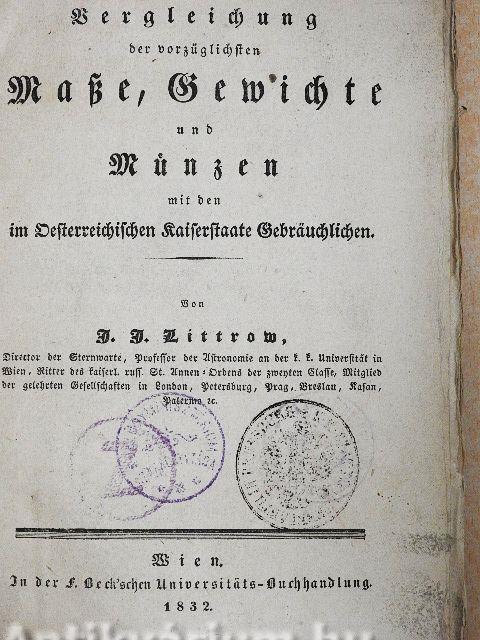 Vergleichung
der vorzüglichsten
Maße, Gewichte
und
Münzen
mit den
im Oesterreichischen Kaiserstaate Gebräuchlichen.
Von
J. J. Littrow,
Director der Sternwarte, Professor der Astronomie an der k. k. Universität in
Wien, Ritter des kaiserl. russ. St. Annen-Ordens der zweyten Classe, Mitglied
der gelehrten Gesellschaften in London, Petersburg, Prag, Breslau, Kasan,
Palermo ꝛc.
Wien.
In der F. Beck'schen Universitäts-Buchhandlung.
1832.
Antikvárium.hu